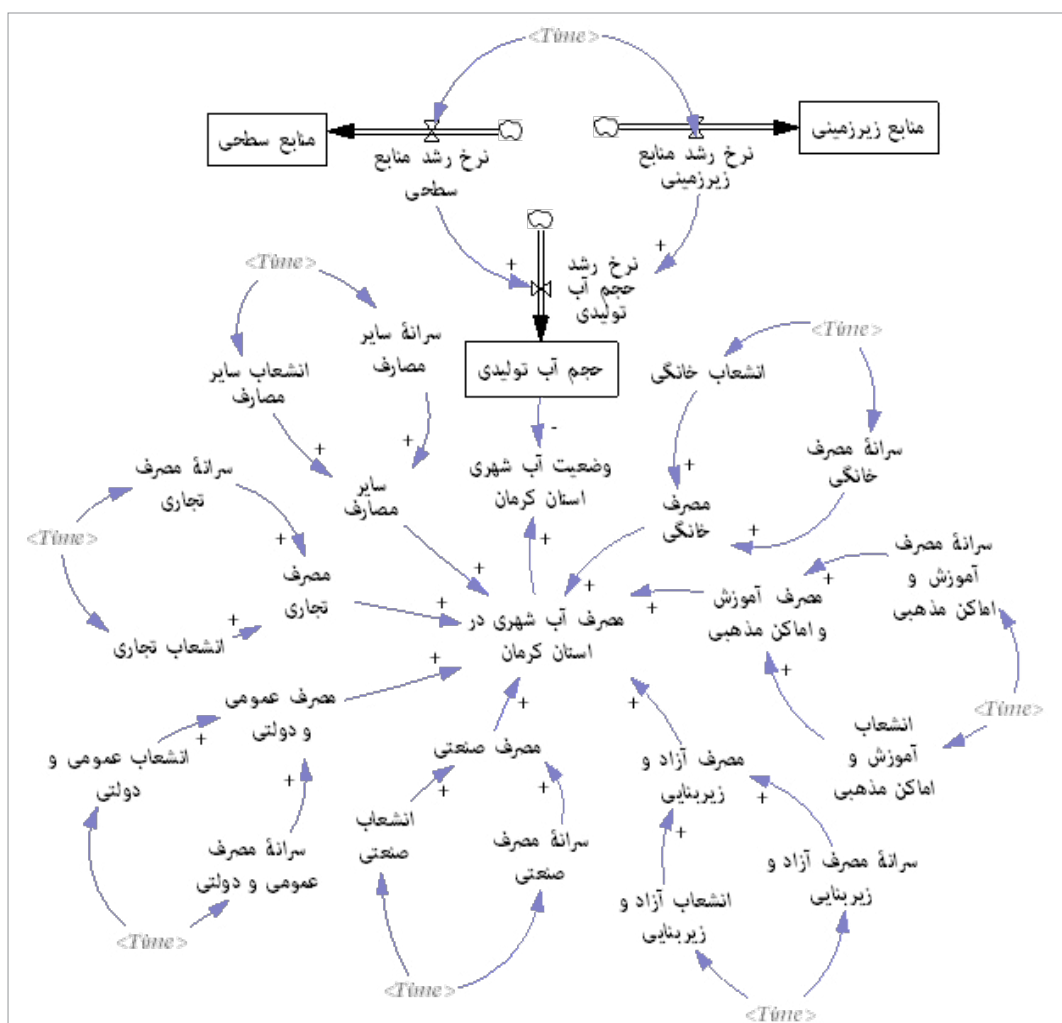 <Time>
منابع سطحی
منابع زیرزمینی
نرخ رشد منابع
سطحی
نرخ رشد منابع
زیرزمینی
+
+
نرخ رشد
حجم آب
تولیدی
<Time>
<Time>
سرانهٔ سایر
مصارف
انشعاب سایر
مصارف
حجم آب تولیدی
انشعاب خانگی
-
+
+
+
سرانهٔ مصرف
خانگی
سرانهٔ مصرف
تجاری
وضعیت آب شهری
استان کرمان
سایر
مصارف
مصرف
خانگی
<Time>
+
+
+
سرانهٔ مصرف
آموزش و
اماکن مذهبی
مصرف
تجاری
+
+
+
+
مصرف آموزش
و اماکن مذهبی
+
+
انشعاب تجاری
مصرف آب شهری در
استان کرمان
+
+
<Time>
مصرف عمومی
و دولتی
+
+
+
انشعاب
آموزش و
اماکن مذهبی
انشعاب عمومی و
دولتی
مصرف صنعتی
مصرف آزاد و
زیربنایی
+
+
+
+
+
انشعاب
صنعتی
سرانهٔ مصرف
صنعتی
سرانهٔ مصرف
عمومی و دولتی
سرانهٔ مصرف آزاد و
زیربنایی
انشعاب آزاد و
زیربنایی
<Time>
<Time>
<Time>